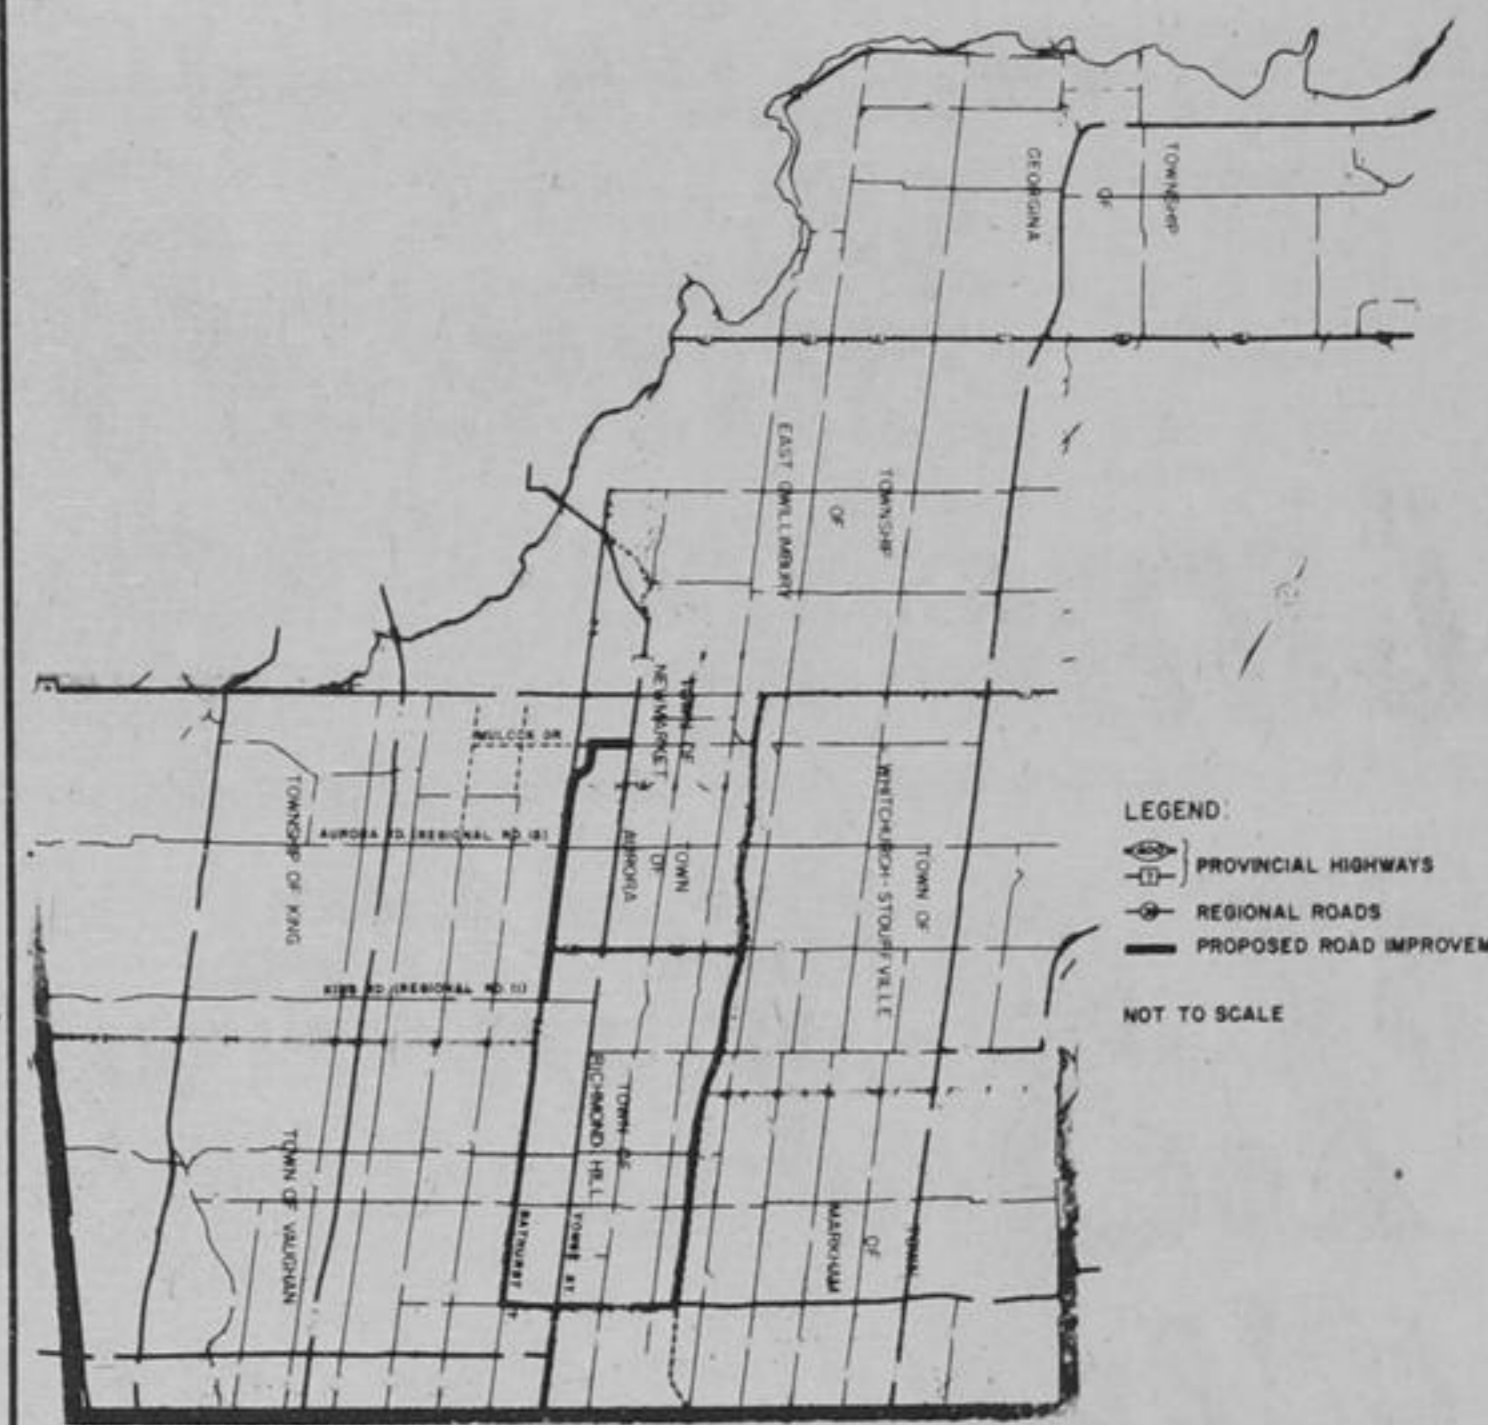 TOWNSHIP
OF
GEORGINA
TOWNSHIP
OF
EAST GWILLIMBURY
TOWN OF
NEWMARKET
MULOCK DR
TOWNSHIP OF KING
AURORA RD. (REGIONAL RD. 15)
TOWN
OF
AURORA
TOWN OF
WHITCHURCH - STOUFFVILLE
KING RD (REGIONAL RD. 11)
TOWN OF
RICHMOND HILL
TOWN OF VAUGHAN
BATHURST
YONGE ST
TOWN
OF
MARKHAM
LEGEND:
400
7
PROVINCIAL HIGHWAYS
REGIONAL ROADS
PROPOSED ROAD IMPROVEM
NOT TO SCALE